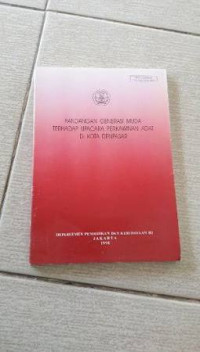 PANDANGAN GENERASI MUDA
TERHADAP UPACARA PERKAWINAN ADAT
DI KOTA DENPASAR
DEPARTEMEN PENDIDIKAN DAN KEBUDAYAAN RI
JAKARTA